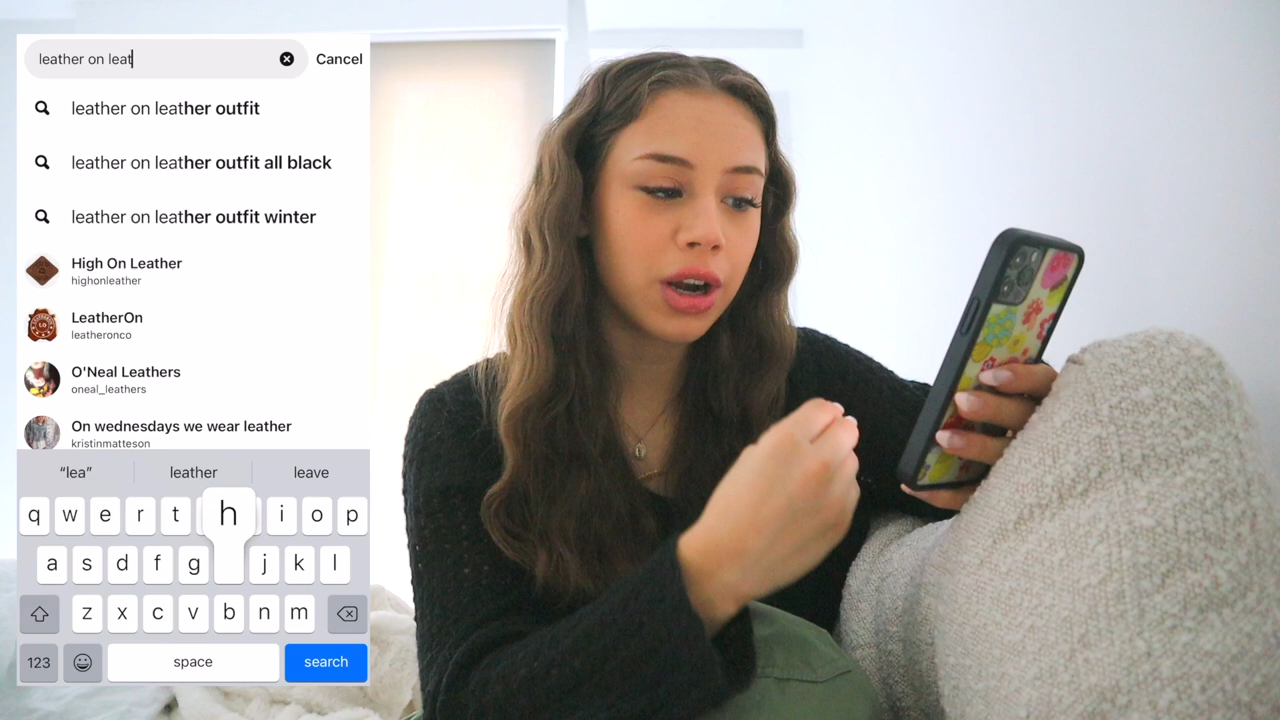 leather on leat
Cancel
leather on leather outfit
leather on leather outfit all black
leather on leather outfit winter
High On Leather
highonleather
LeatherOn
leatheronco
O'Neal Leathers
oneal_leathers
On wednesdays we wear leather
kristinmatteson
“lea” leather leave
q w e r t h i o p
a s d f g j k l
z x c v b n m
123 space search